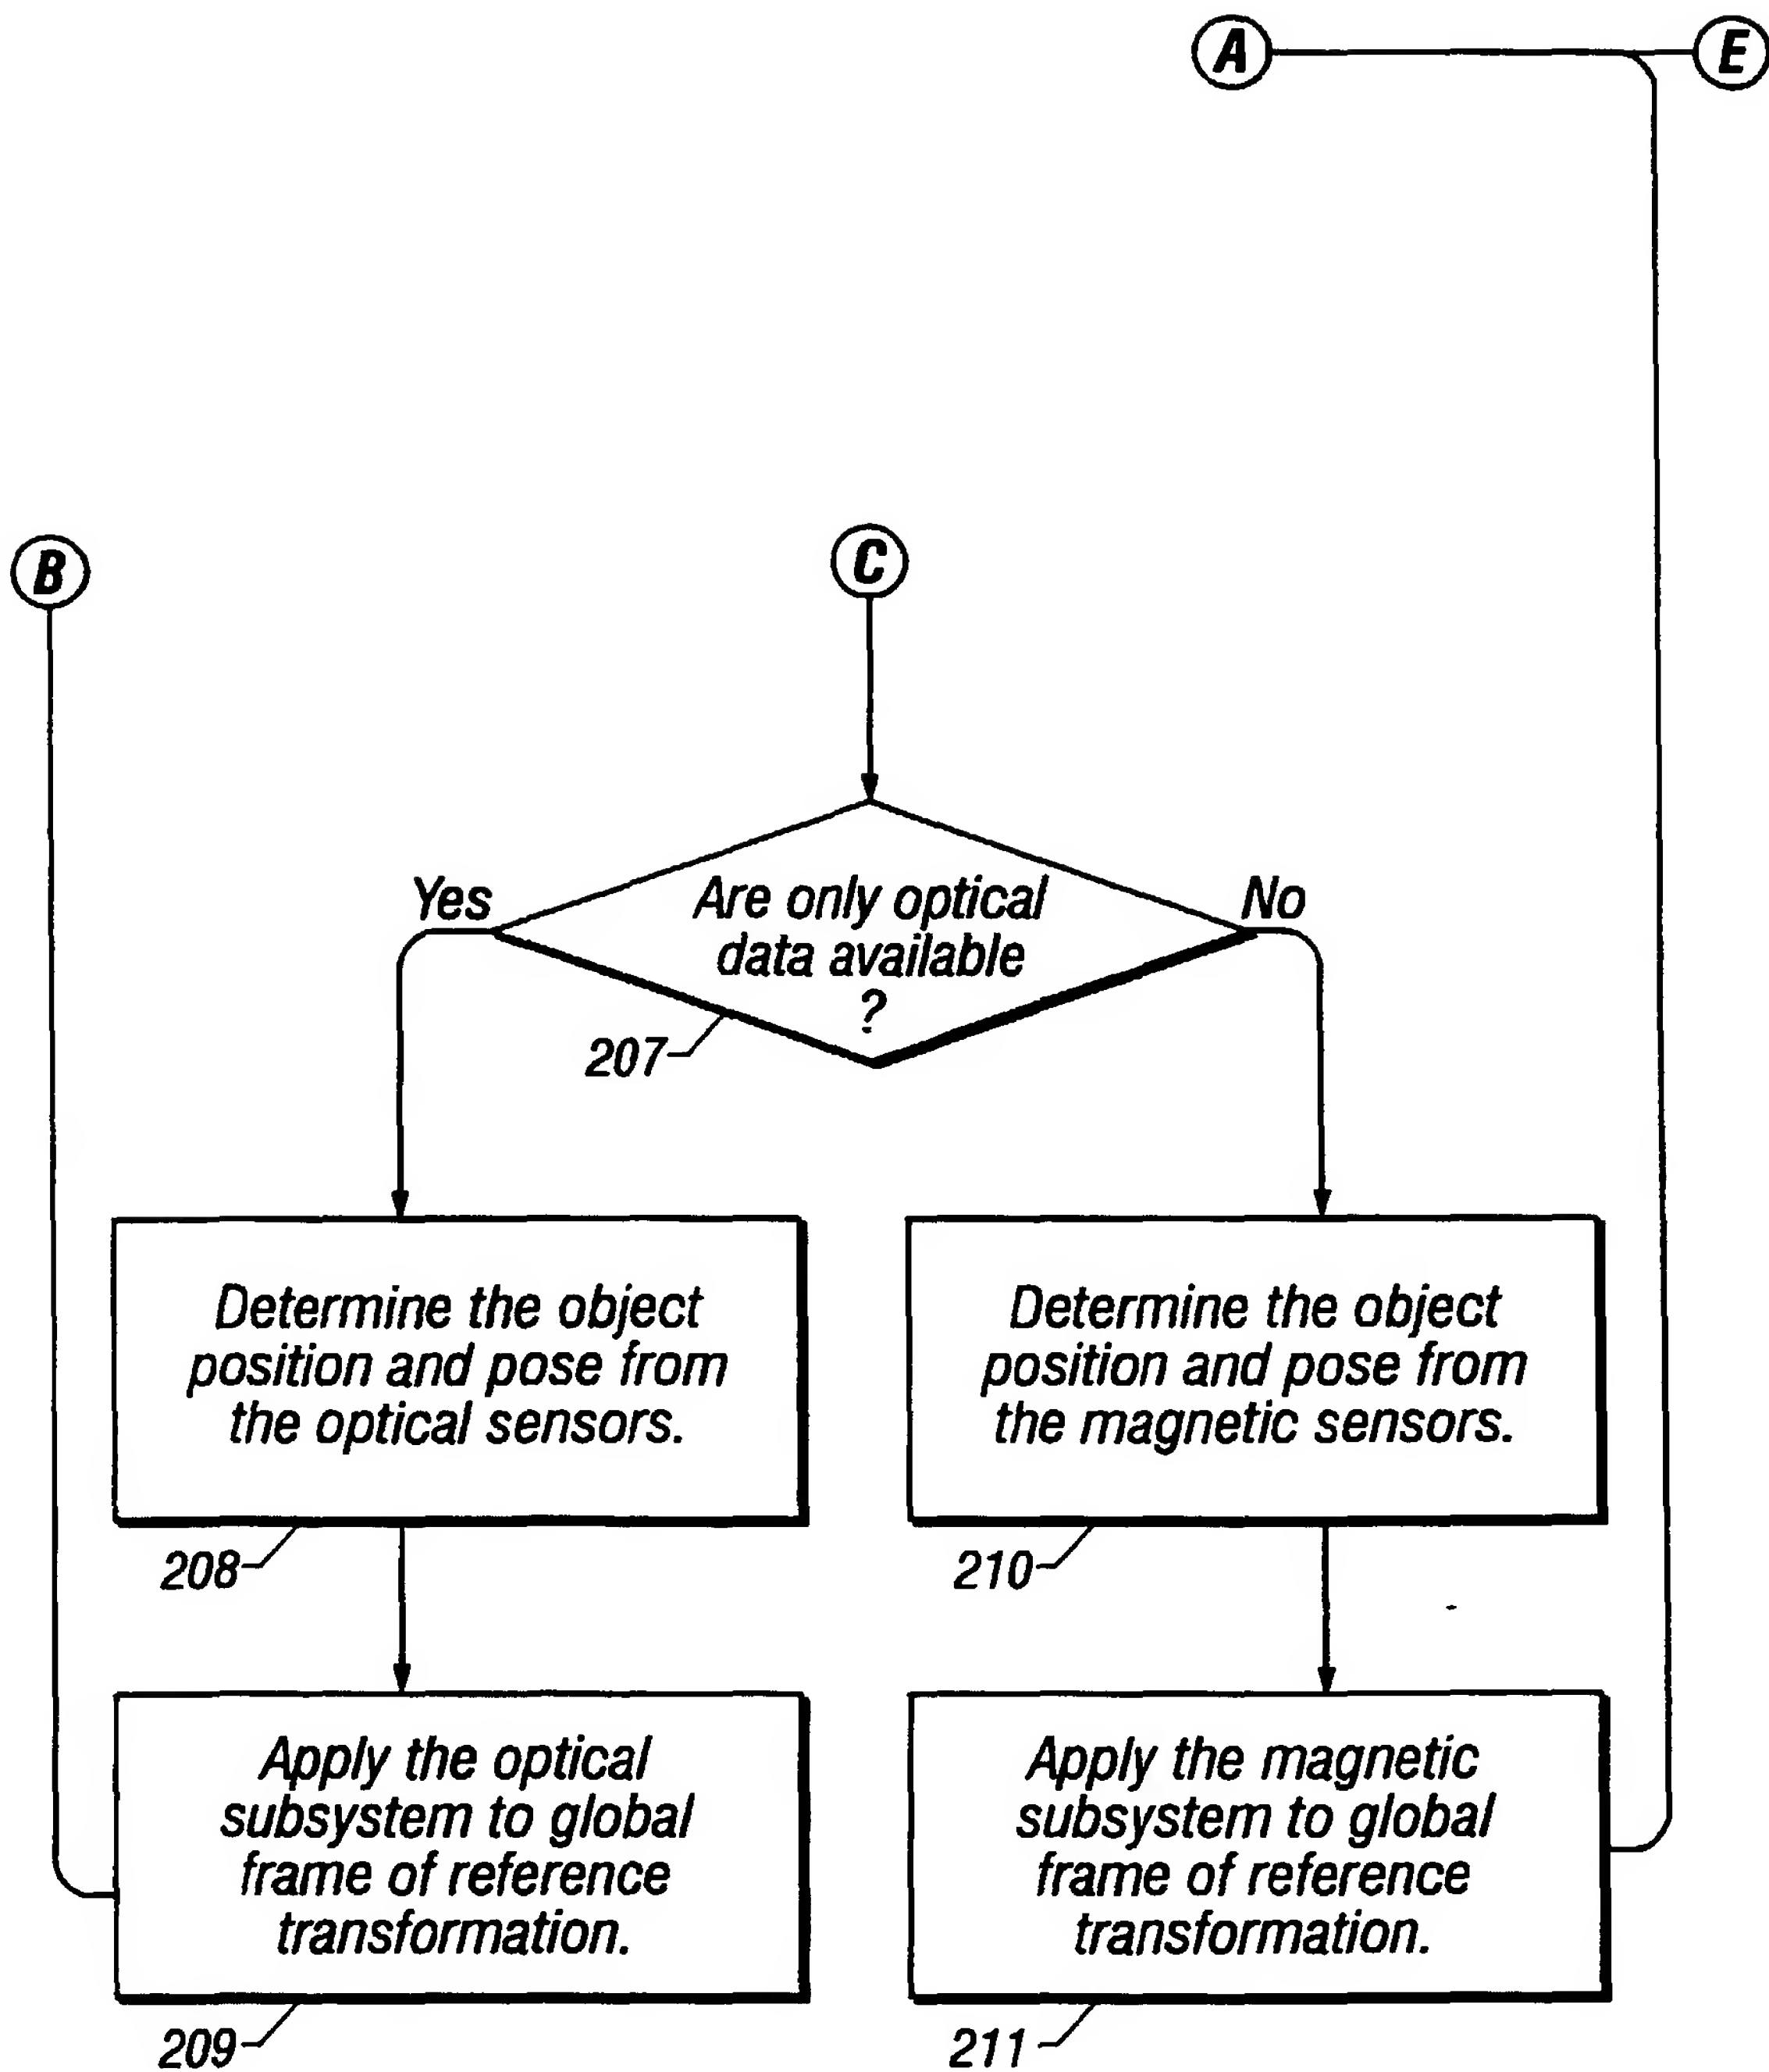 A
E
B
C
Yes
Are only optical
data available
?
No
207
Determine the object
position and pose from
the optical sensors.
208
Determine the object
position and pose from
the magnetic sensors.
210
Apply the optical
subsystem to global
frame of reference
transformation.
209
Apply the magnetic
subsystem to global
frame of reference
transformation.
211